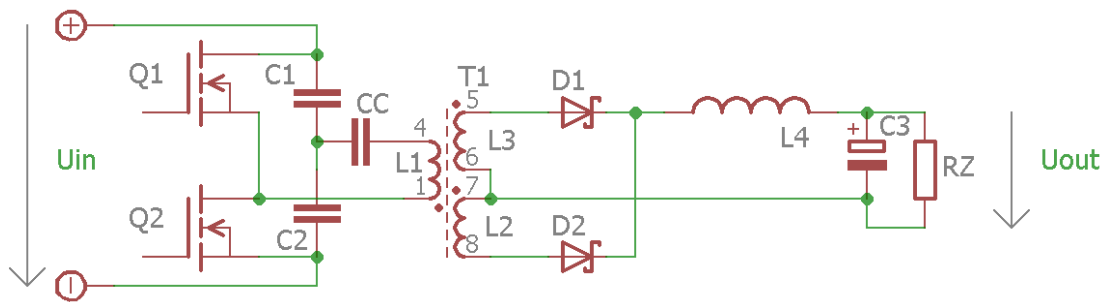 +
Q1
C1
CC
T1
5
D1
4
L3
L4
+
C3
Uin
L1
6
RZ
Uout
1
7
Q2
C2
L2
D2
8
−